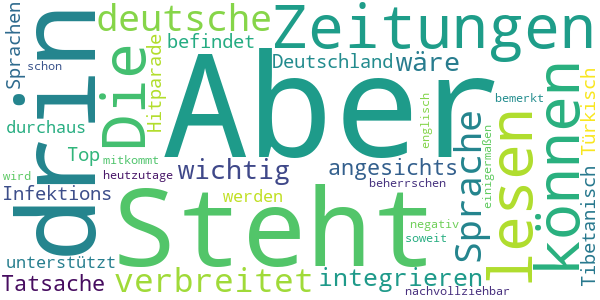 Sprachen
schon
drin
deutsche
Die
Hitparade
befindet
Zeitungen
Deutschland
wäre
Aber
durchaus
Top
mitkommt
wird
heutzutage
Infektions
wichtig
angesichts
beherrschen
werden
unterstützt
Tatsache
Steht
verbreitet
integrieren
negativ
soweit
nachvollziehbar
englisch
Sprache
einigermaßen
lesen
bemerkt
können
Türkisch
Tibetanisch